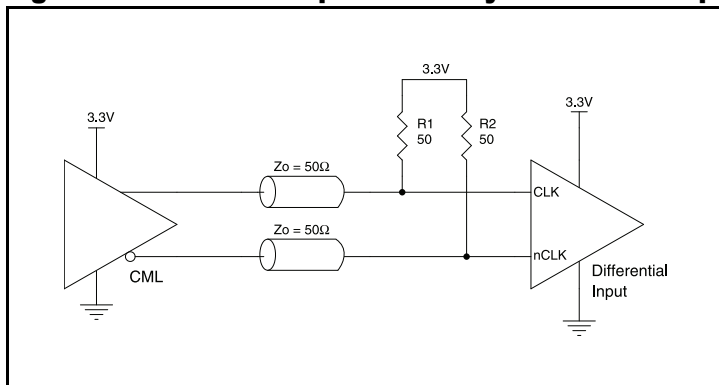 3.3V
3.3V
3.3V
R1
50
R2
50
Zo = 50Ω
CLK
Zo = 50Ω
nCLK
CML
Differential
Input